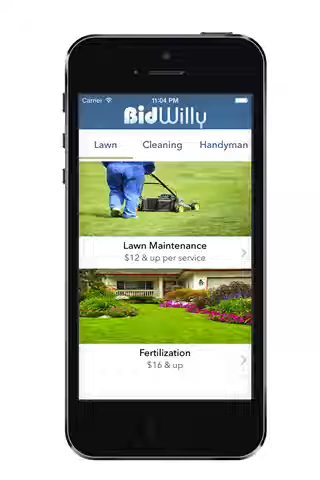 Carrier 11:04 PM
BidWilly
Lawn Cleaning Handyman
Lawn Maintenance
$12 & up per service
Fertilization
$16 & up